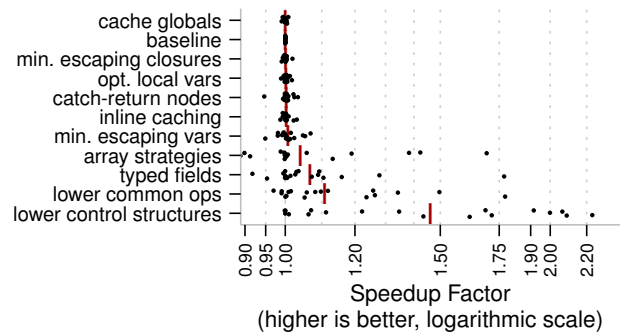 cache globals
baseline
min. escaping closures
opt. local vars
catch-return nodes
inline caching
min. escaping vars
array strategies
typed fields
lower common ops
lower control structures
0.90 0.95 1.00 1.20 1.50 1.75 1.90 2.00 2.20
Speedup Factor
(higher is better, logarithmic scale)